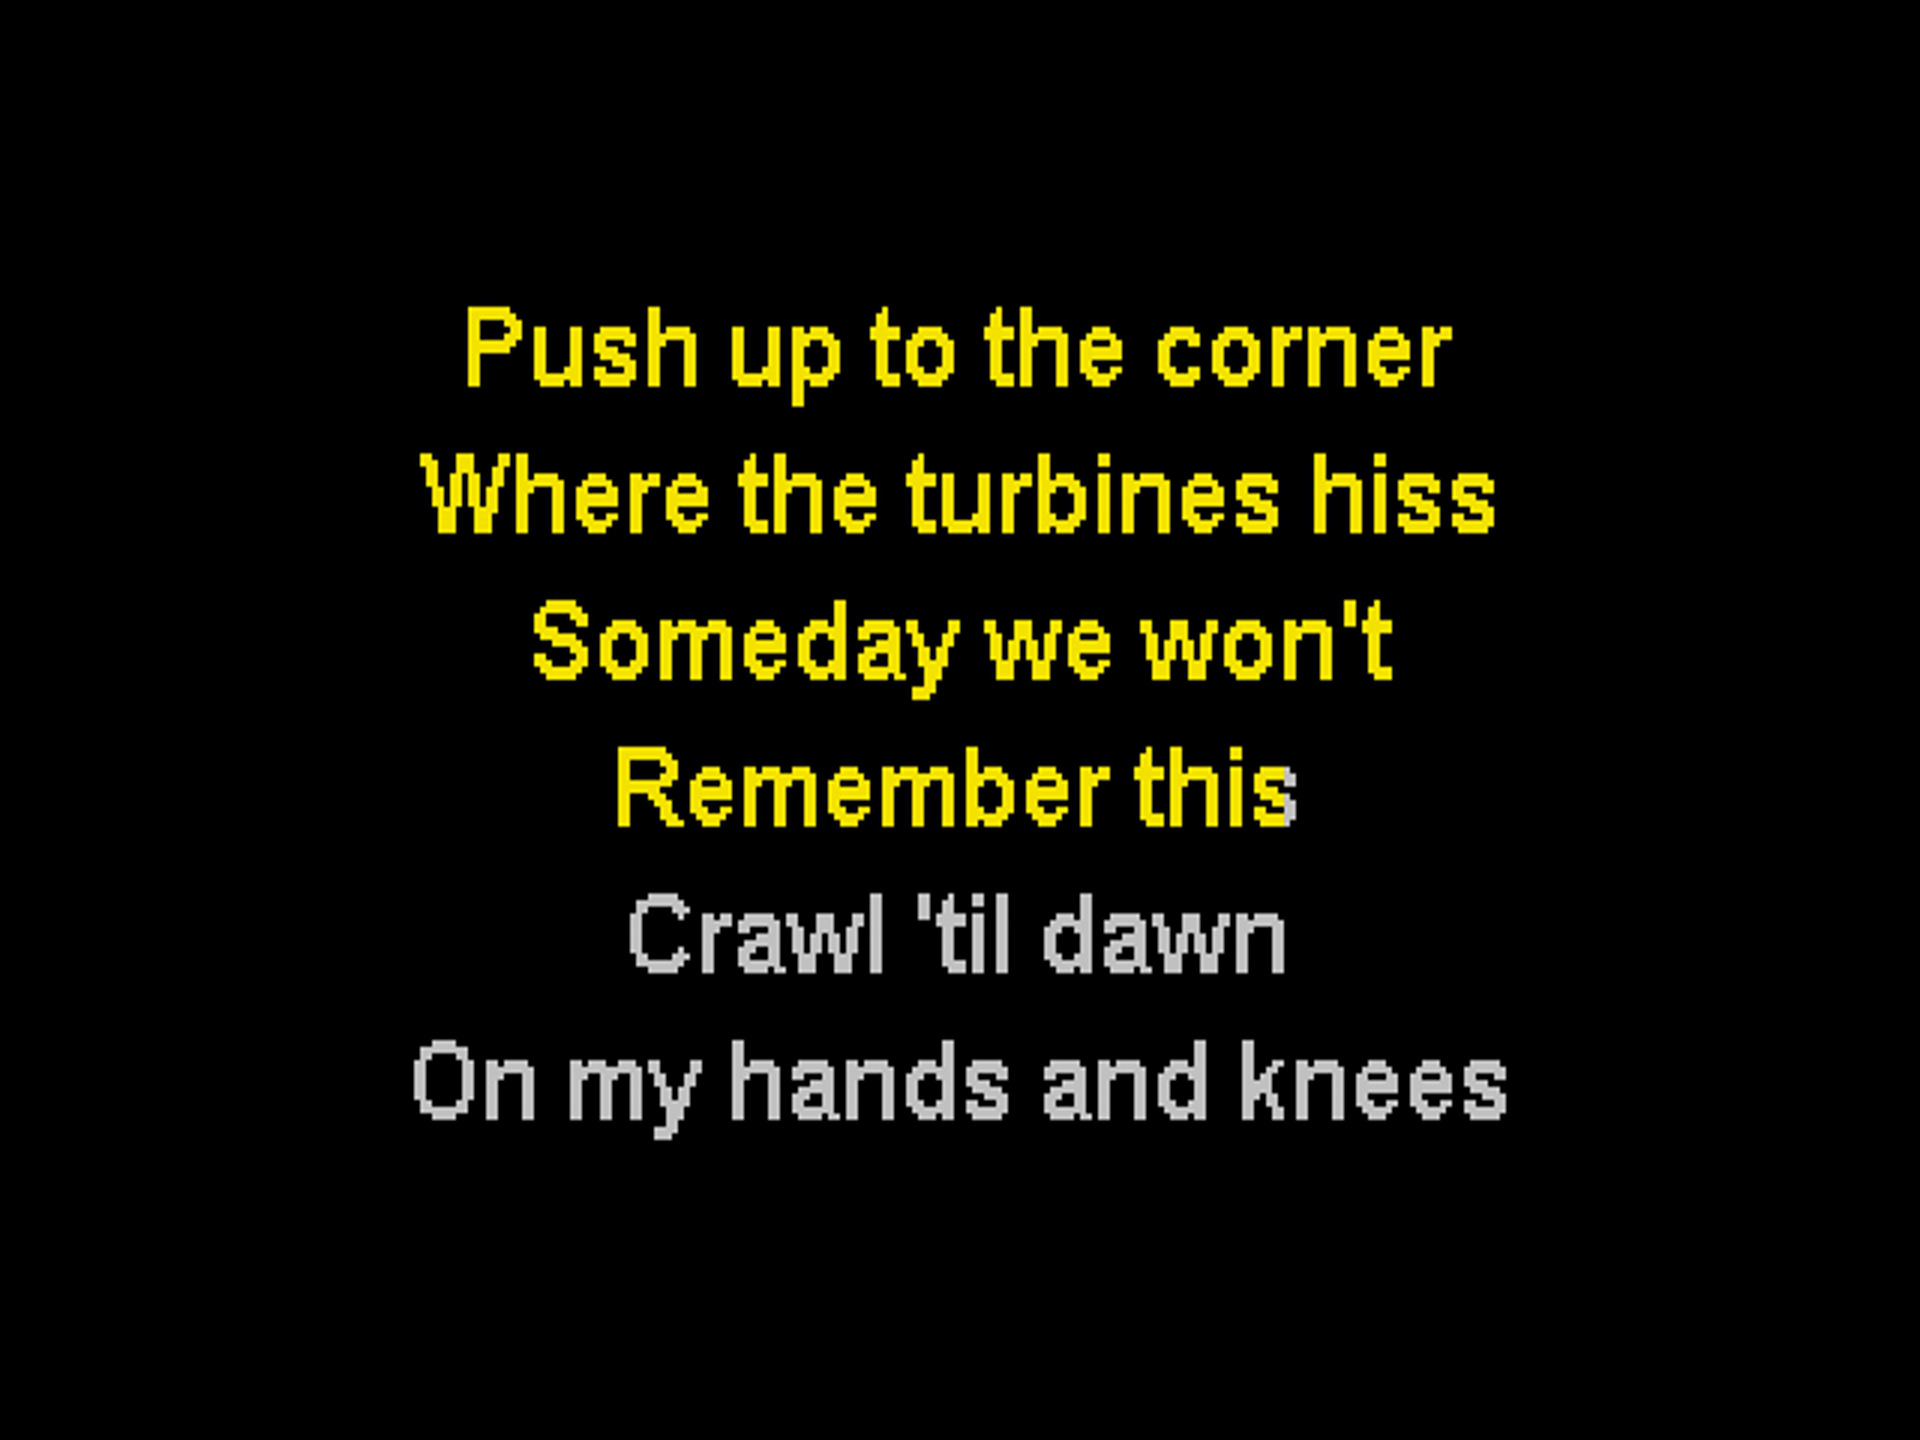 Push up to the corner
Where the turbines hiss
Someday we won't
Remember this
Crawl 'til dawn
On my hands and knees